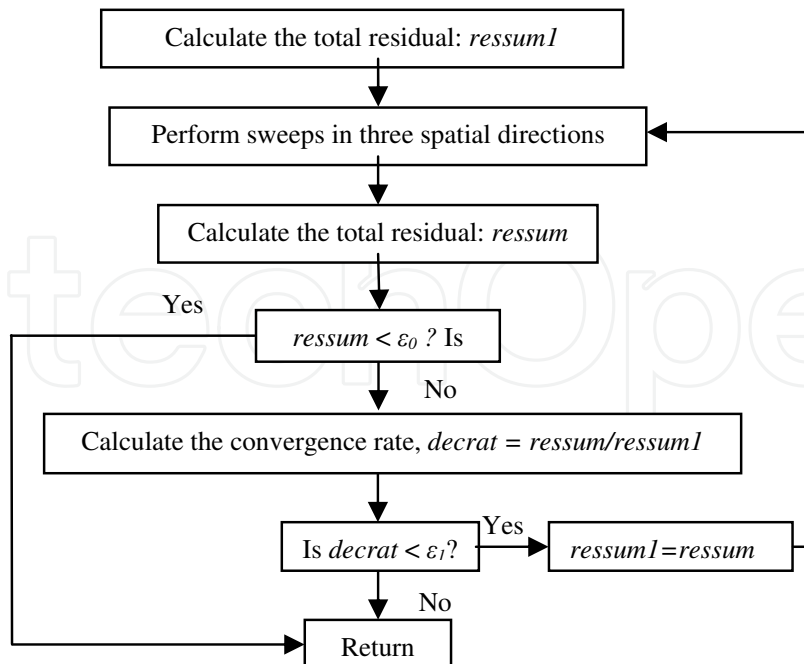 Calculate the total residual: ressum1
Perform sweeps in three spatial directions
Calculate the total residual: ressum
Yes
ressum < ε0 ? Is
No
Calculate the convergence rate, decrat = ressum/ressum1
Is decrat < ε1?
Yes
ressum1=ressum
No
Return
techOpe